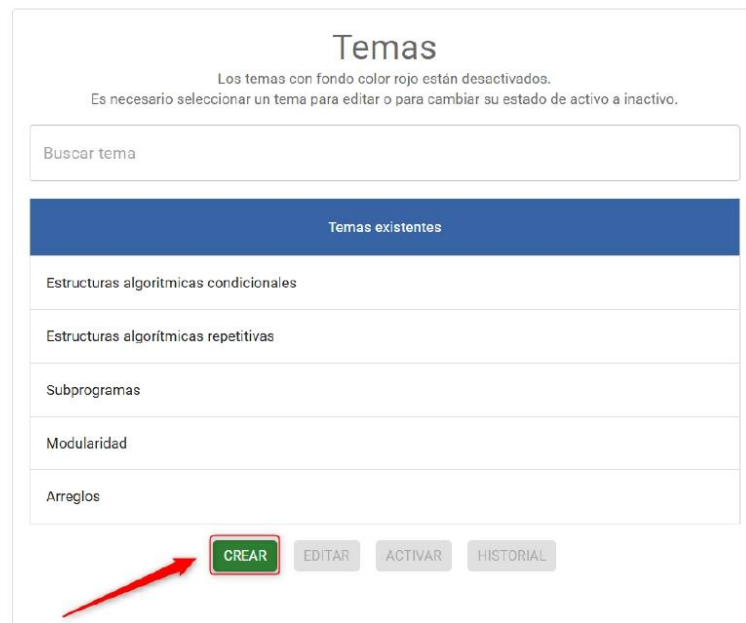 Temas
Los temas con fondo color rojo están desactivados.
Es necesario seleccionar un tema para editar o para cambiar su estado de activo a inactivo.
Buscar tema
Temas existentes
Estructuras algoritmicas condicionales
Estructuras algorítmicas repetitivas
Subprogramas
Modularidad
Arreglos
CREAR EDITAR ACTIVAR HISTORIAL